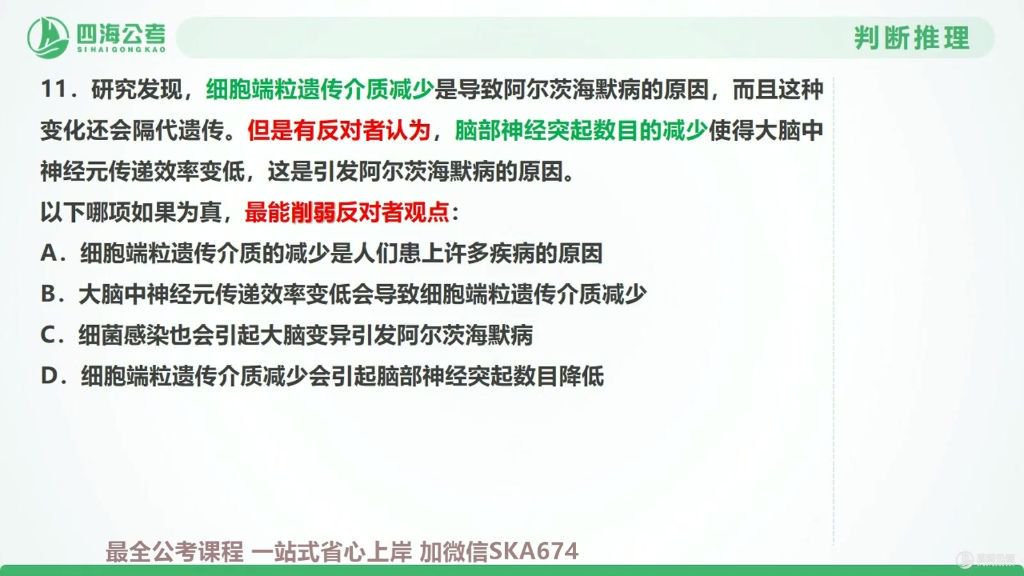 四海公考
SIHAIGONGKAO
判断推理
11. 研究发现，细胞端粒遗传介质减少是导致阿尔茨海默病的原因，而且这种
变化还会隔代遗传。但是有反对者认为，脑部神经突起数目的减少使得大脑中
神经元传递效率变低，这是引发阿尔茨海默病的原因。
以下哪项如果为真，最能削弱反对者观点：
A. 细胞端粒遗传介质的减少是人们患上许多疾病的原因
B. 大脑中神经元传递效率变低会导致细胞端粒遗传介质减少
C. 细菌感染也会引起大脑变异引发阿尔茨海默病
D. 细胞端粒遗传介质减少会引起脑部神经突起数目降低
最全公考课程 一站式省心上岸 加微信SKA674